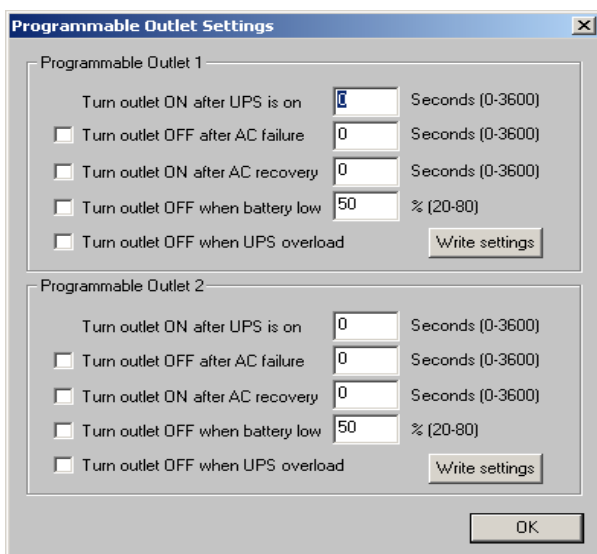 Programmable Outlet Settings
Programmable Outlet 1
Turn outlet ON after UPS is on 0 Seconds (0-3600)
Turn outlet OFF after AC failure 0 Seconds (0-3600)
Turn outlet ON after AC recovery 0 Seconds (0-3600)
Turn outlet OFF when battery low 50 % (20-80)
Turn outlet OFF when UPS overload Write settings
Programmable Outlet 2
Turn outlet ON after UPS is on 0 Seconds (0-3600)
Turn outlet OFF after AC failure 0 Seconds (0-3600)
Turn outlet ON after AC recovery 0 Seconds (0-3600)
Turn outlet OFF when battery low 50 % (20-80)
Turn outlet OFF when UPS overload Write settings
OK